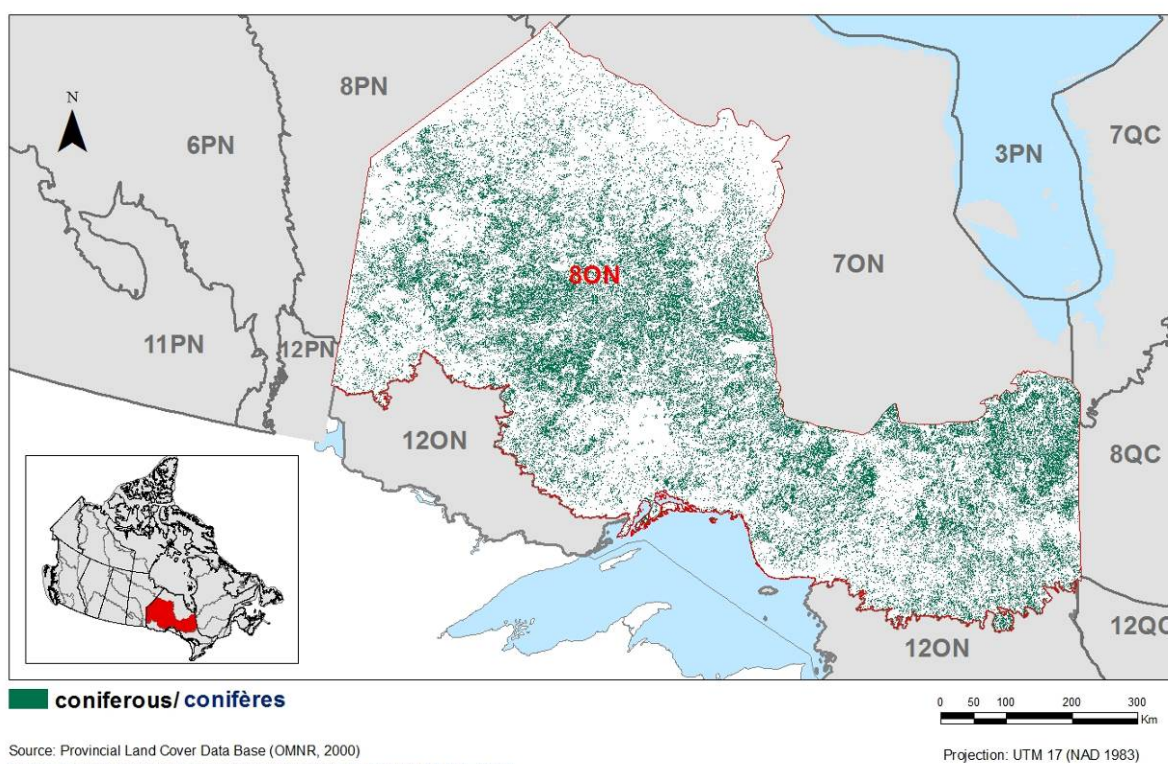 N
8PN
6PN
3PN
7QC
8ON
7ON
11PN
12PN
12ON
8QC
12ON
12QC
coniferous/ conifères
0 50 100 200 300
Km
Source: Provincial Land Cover Data Base (OMNR, 2000)
Projection: UTM 17 (NAD 1983)